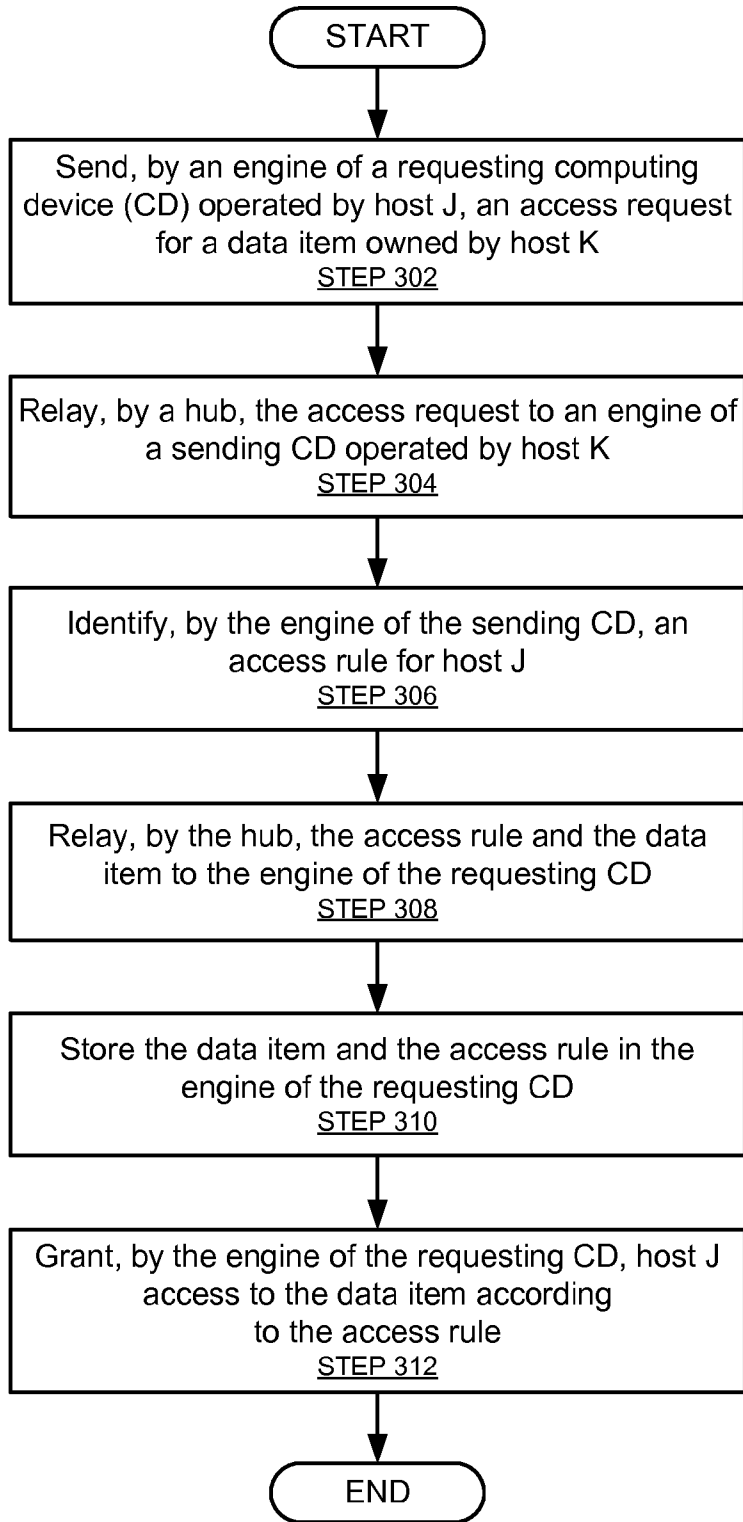 START
Send, by an engine of a requesting computing
device (CD) operated by host J, an access request
for a data item owned by host K
STEP 302
Relay, by a hub, the access request to an engine of
a sending CD operated by host K
STEP 304
Identify, by the engine of the sending CD, an
access rule for host J
STEP 306
Relay, by the hub, the access rule and the data
item to the engine of the requesting CD
STEP 308
Store the data item and the access rule in the
engine of the requesting CD
STEP 310
Grant, by the engine of the requesting CD, host J
access to the data item according
to the access rule
STEP 312
END